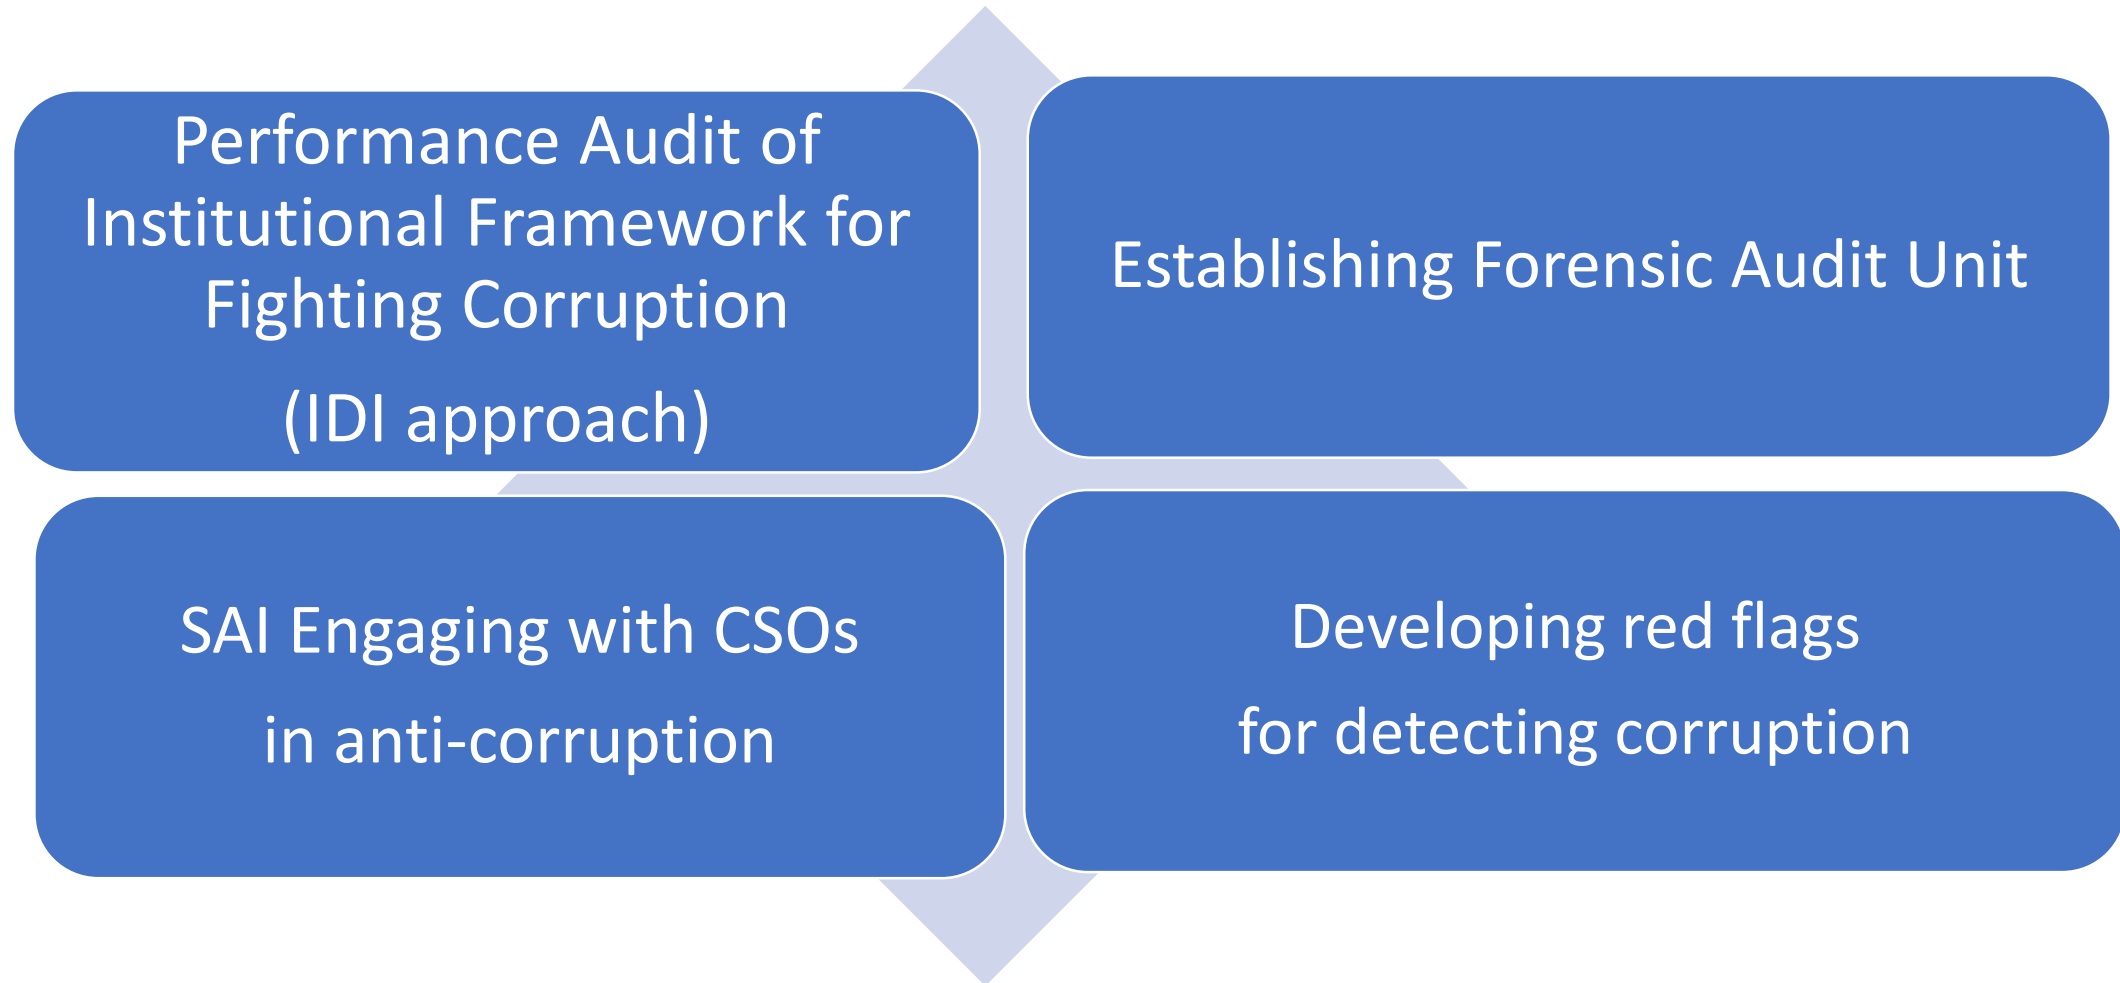 Performance Audit of
Institutional Framework for
Fighting Corruption
(IDI approach)
Establishing Forensic Audit Unit
SAI Engaging with CSOs
in anti-corruption
Developing red flags
for detecting corruption